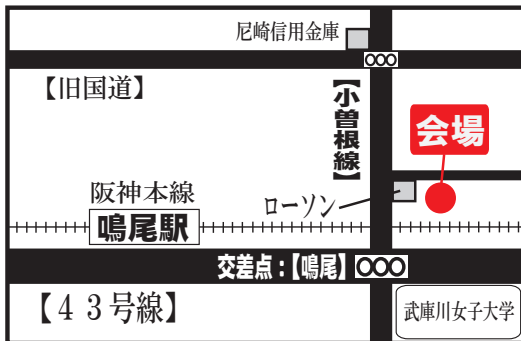 尼崎信用金庫
【旧国道】
【小曽根線】
会場
阪神本線
ローソン
鳴尾駅
交差点：【鳴尾】
【４３号線】
武庫川女子大学